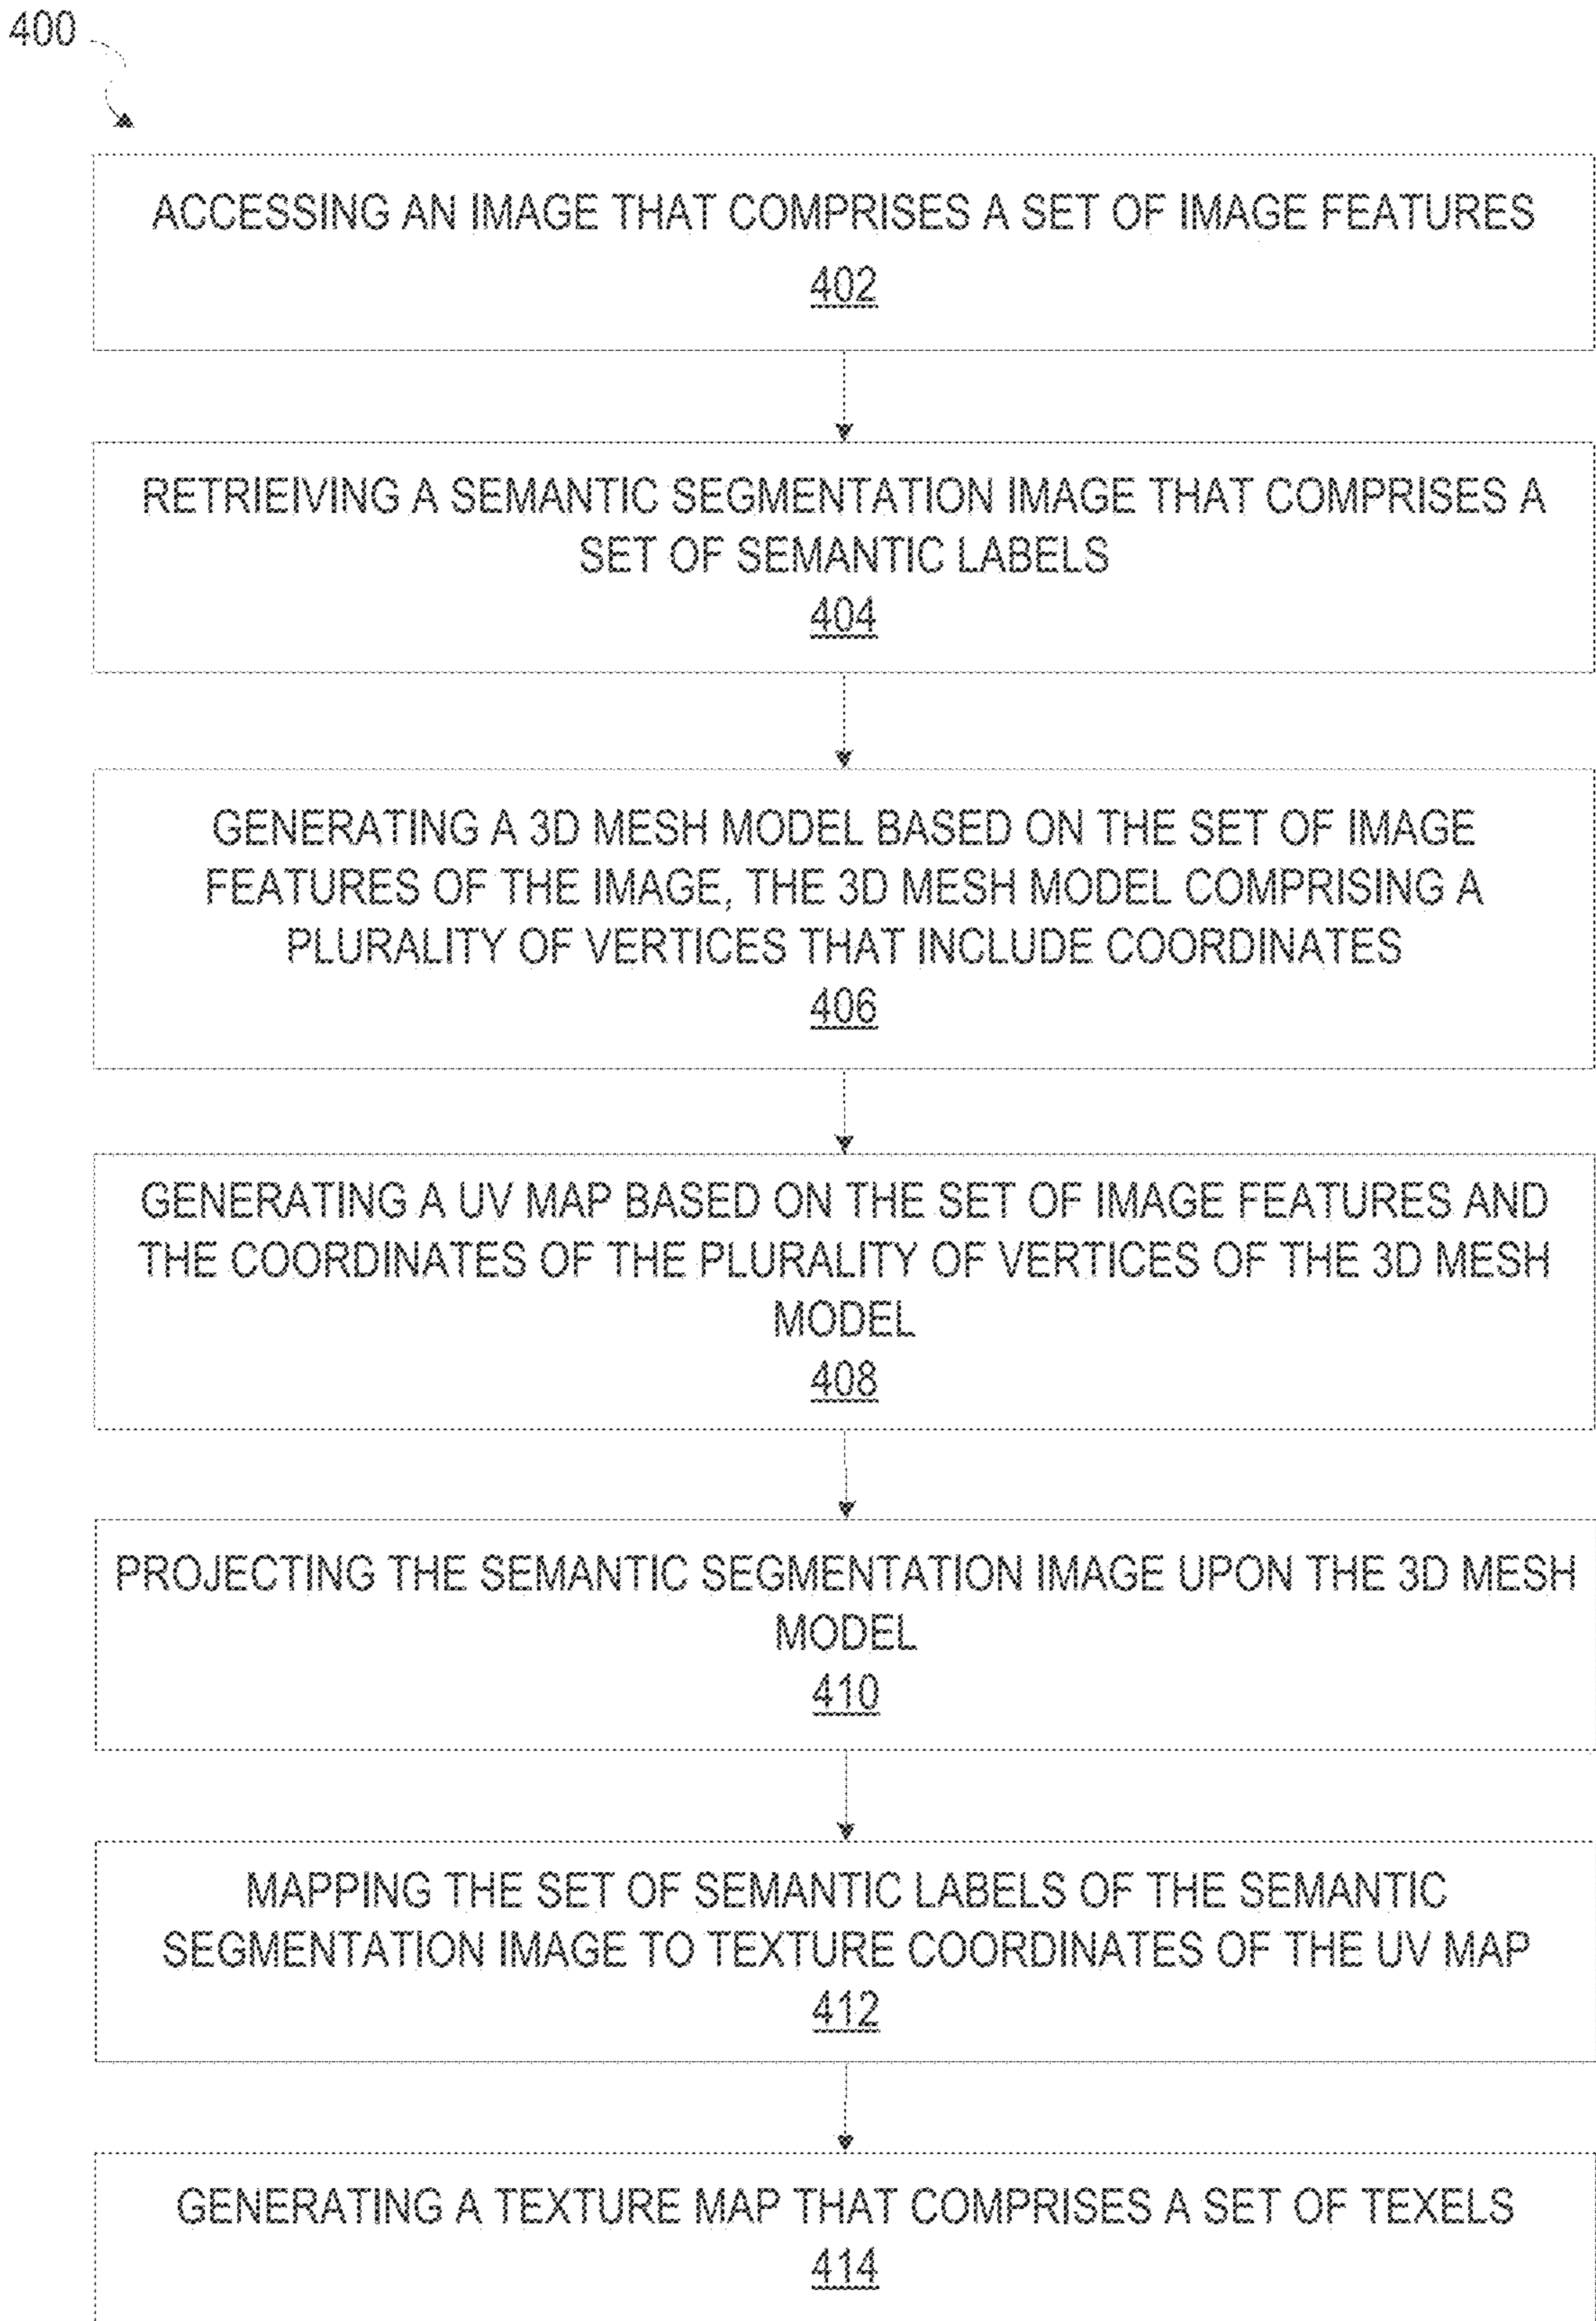 400
ACCESSING AN IMAGE THAT COMPRISES A SET OF IMAGE FEATURES
402
RETRIEIVING A SEMANTIC SEGMENTATION IMAGE THAT COMPRISES A
SET OF SEMANTIC LABELS
404
GENERATING A 3D MESH MODEL BASED ON THE SET OF IMAGE
FEATURES OF THE IMAGE, THE 3D MESH MODEL COMPRISING A
PLURALITY OF VERTICES THAT INCLUDE COORDINATES
406
GENERATING A UV MAP BASED ON THE SET OF IMAGE FEATURES AND
THE COORDINATES OF THE PLURALITY OF VERTICES OF THE 3D MESH
MODEL
408
PROJECTING THE SEMANTIC SEGMENTATION IMAGE UPON THE 3D MESH
MODEL
410
MAPPING THE SET OF SEMANTIC LABELS OF THE SEMANTIC
SEGMENTATION IMAGE TO TEXTURE COORDINATES OF THE UV MAP
412
GENERATING A TEXTURE MAP THAT COMPRISES A SET OF TEXELS
414